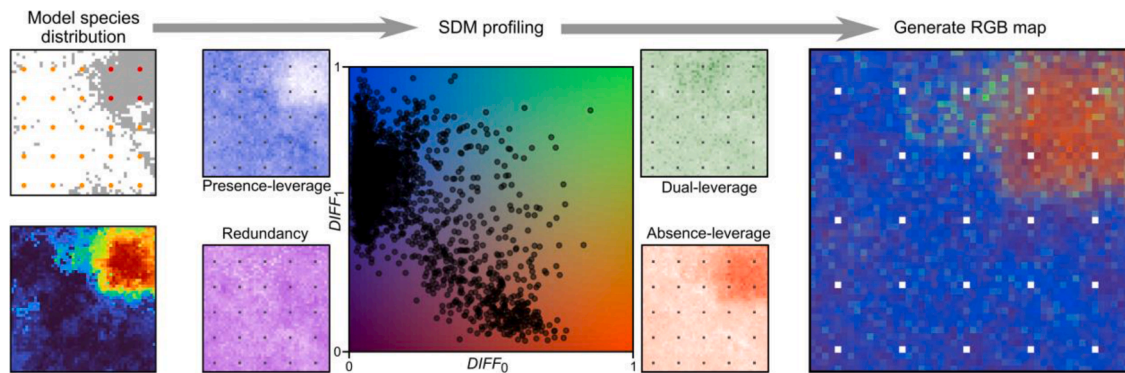 Model species
distribution
SDM profiling
Generate RGB map
Presence-leverage
Redundancy
1
DIFF1
0
0
DIFF0
1
Dual-leverage
Absence-leverage